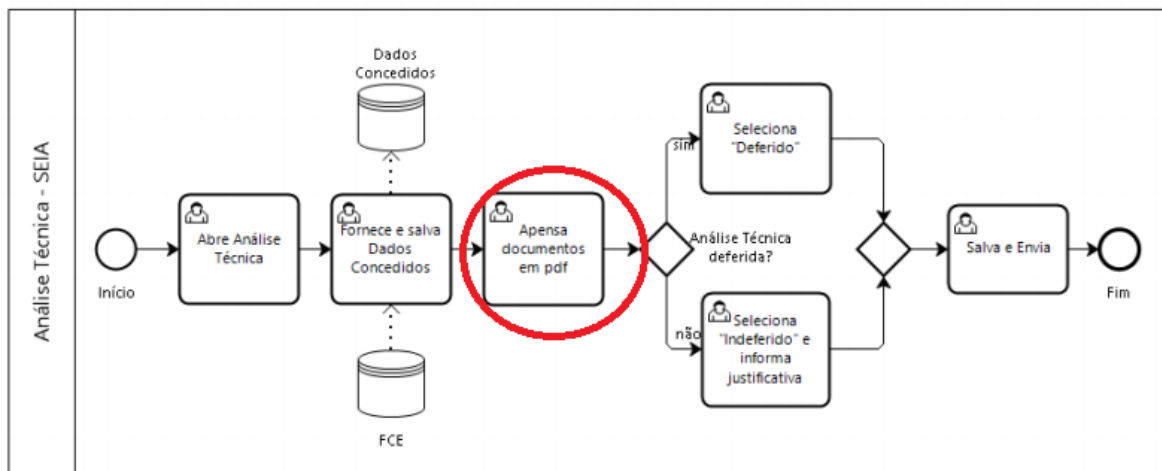 Análise Técnica - SEIA
Início
Abre Análise
Técnica
Dados
Concedidos
Fornece e salva
Dados
Concedidos
FCE
Apensa
documentos
em pdf
Análise Técnica
deferida?
sim
Seleciona
"Deferido"
não
Seleciona
"Indeferido" e
informa
justificativa
Salva e Envia
Fim